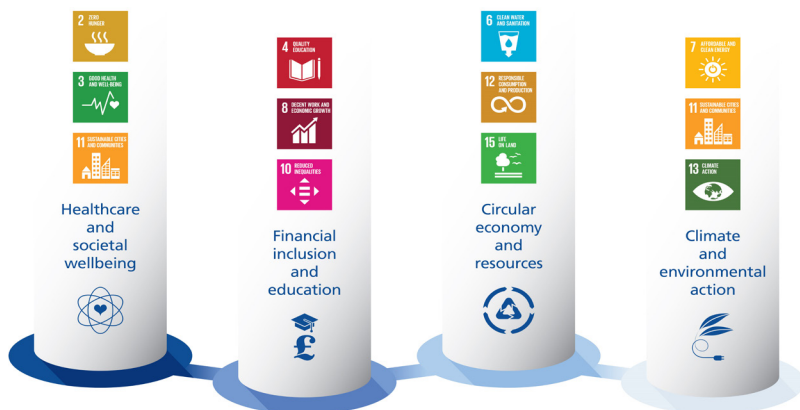 2 ZERO
HUNGER
3 GOOD HEALTH
AND WELL-BEING
11 SUSTAINABLE CITIES
AND COMMUNITIES
Healthcare
and
societal
wellbeing
4 QUALITY
EDUCATION
8 DECENT WORK AND
ECONOMIC GROWTH
10 REDUCED
INEQUALITIES
Financial
inclusion
and
education
£
6 CLEAN WATER
AND SANITATION
12 RESPONSIBLE
CONSUMPTION
AND PRODUCTION
15 LIFE
ON LAND
Circular
economy
and
resources
7 AFFORDABLE AND
CLEAN ENERGY
11 SUSTAINABLE CITIES
AND COMMUNITIES
13 CLIMATE
ACTION
Climate
and
environmental
action